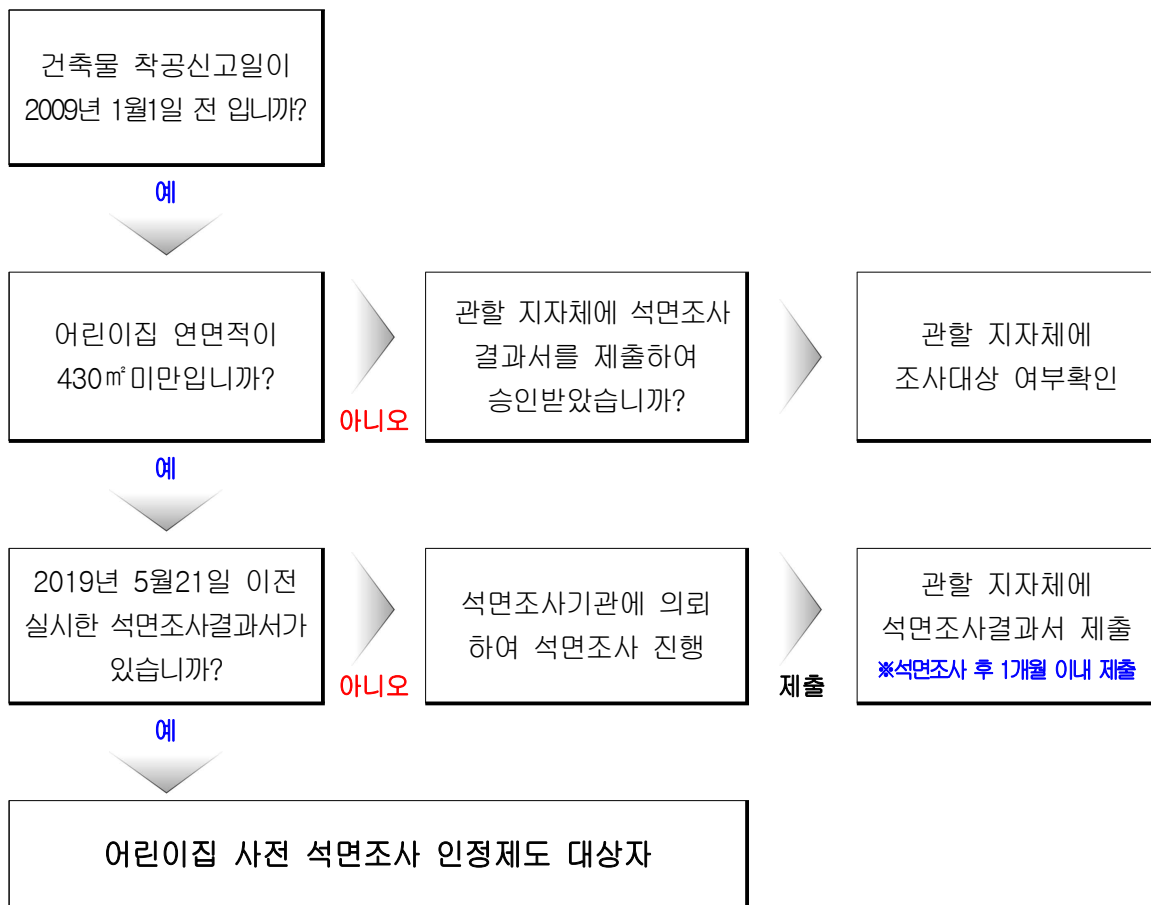 건축물 착공신고일이
2009년 1월1일 전 입니까?
예
어린이집 연면적이
430㎡미만입니까?
아니오
관할 지자체에 석면조사
결과서를 제출하여
승인받았습니까?
관할 지자체에
조사대상 여부확인
예
2019년 5월21일 이전
실시한 석면조사결과서가
있습니까?
아니오
석면조사기관에 의뢰
하여 석면조사 진행
제출
관할 지자체에
석면조사결과서 제출
※석면조사 후 1개월 이내 제출
예
어린이집 사전 석면조사 인정제도 대상자